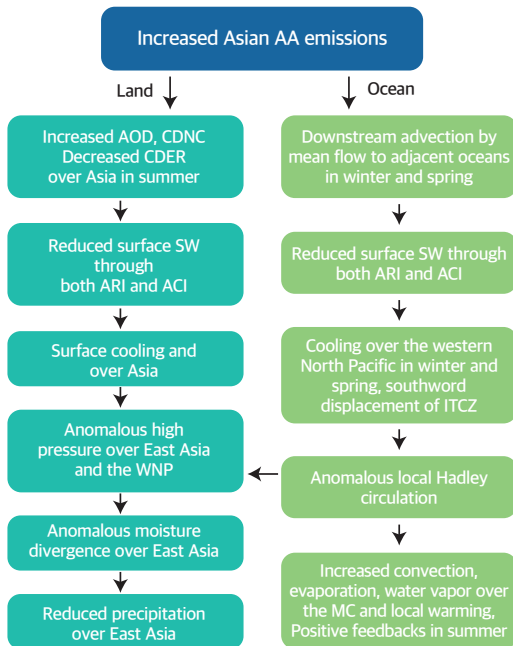 Increased Asian AA emissions
Land
Ocean
Increased AOD, CDNC
Decreased CDER
over Asia in summer
Reduced surface SW
through
both ARI and ACI
Surface cooling and
over Asia
Anomalous high
pressure over East Asia
and the WNP
Anomalous moisture
divergence over East Asia
Reduced precipitation
over East Asia
Downstream advection by
mean flow to adjacent oceans
in winter and spring
Reduced surface SW through
both ARI and ACI
Cooling over the western
North Pacific in winter and
spring, southword
displacement of ITCZ
Anomalous local Hadley
circulation
Increased convection,
evaporation, water vapor over
the MC and local warming,
Positive feedbacks in summer